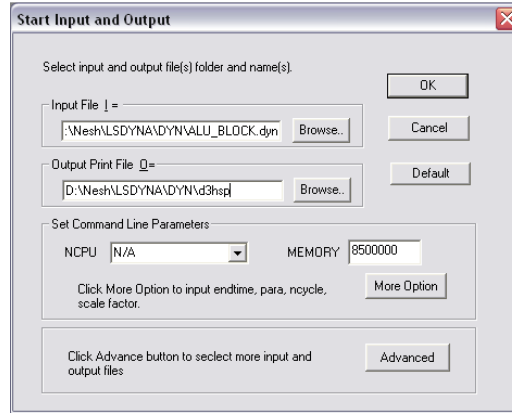 Start Input and Output
Select input and output file(s) folder and name(s).
OK
Input File I =
:\Nesh\LSDYNA\DYN\ALU_BLOCK.dyn
Browse..
Cancel
Output Print File O=
D:\Nesh\LSDYNA\DYN\d3hsp
Browse..
Default
Set Command Line Parameters
NCPU
N/A
MEMORY
8500000
Click More Option to input endtime, para, ncycle,
scale factor.
More Option
Click Advance button to seclect more input and
output files
Advanced